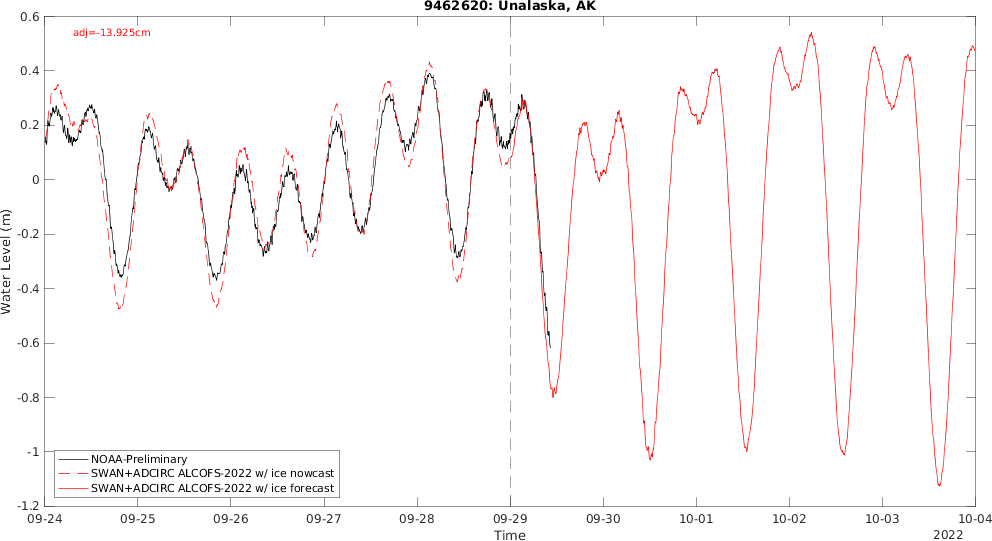 9462620: Unalaska, AK
adj=-13.925cm
0.6
0.4
0.2
0
-0.2
-0.4
-0.6
-0.8
-1
-1.2
Water Level (m)
NOAA-Preliminary
SWAN+ADCIRC ALCOFS-2022 w/ ice nowcast
SWAN+ADCIRC ALCOFS-2022 w/ ice forecast
09-24 09-25 09-26 09-27 09-28 09-29 09-30 10-01 10-02 10-03 10-04
Time
2022